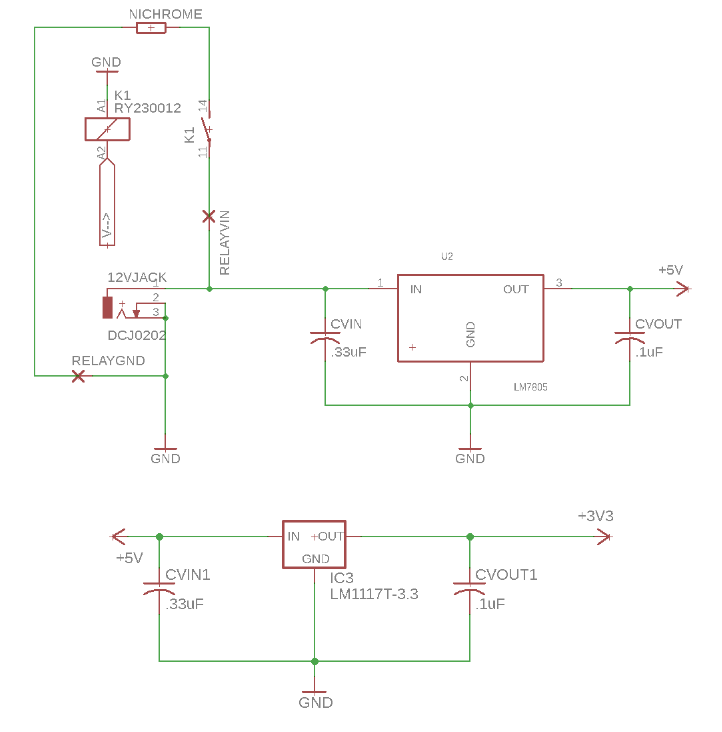 NICHROME
GND
K1
RY230012
A1
A2
V-->
14
K1
11
RELAYVIN
12VJACK
1
2
3
DCJ0202
RELAYGND
GND
U2
1
IN
OUT
3
GND
2
LM7805
+5V
CVIN
.33uF
CVOUT
.1uF
GND
+5V
IN
OUT
GND
IC3
LM1117T-3.3
+3V3
CVIN1
.33uF
CVOUT1
.1uF
GND